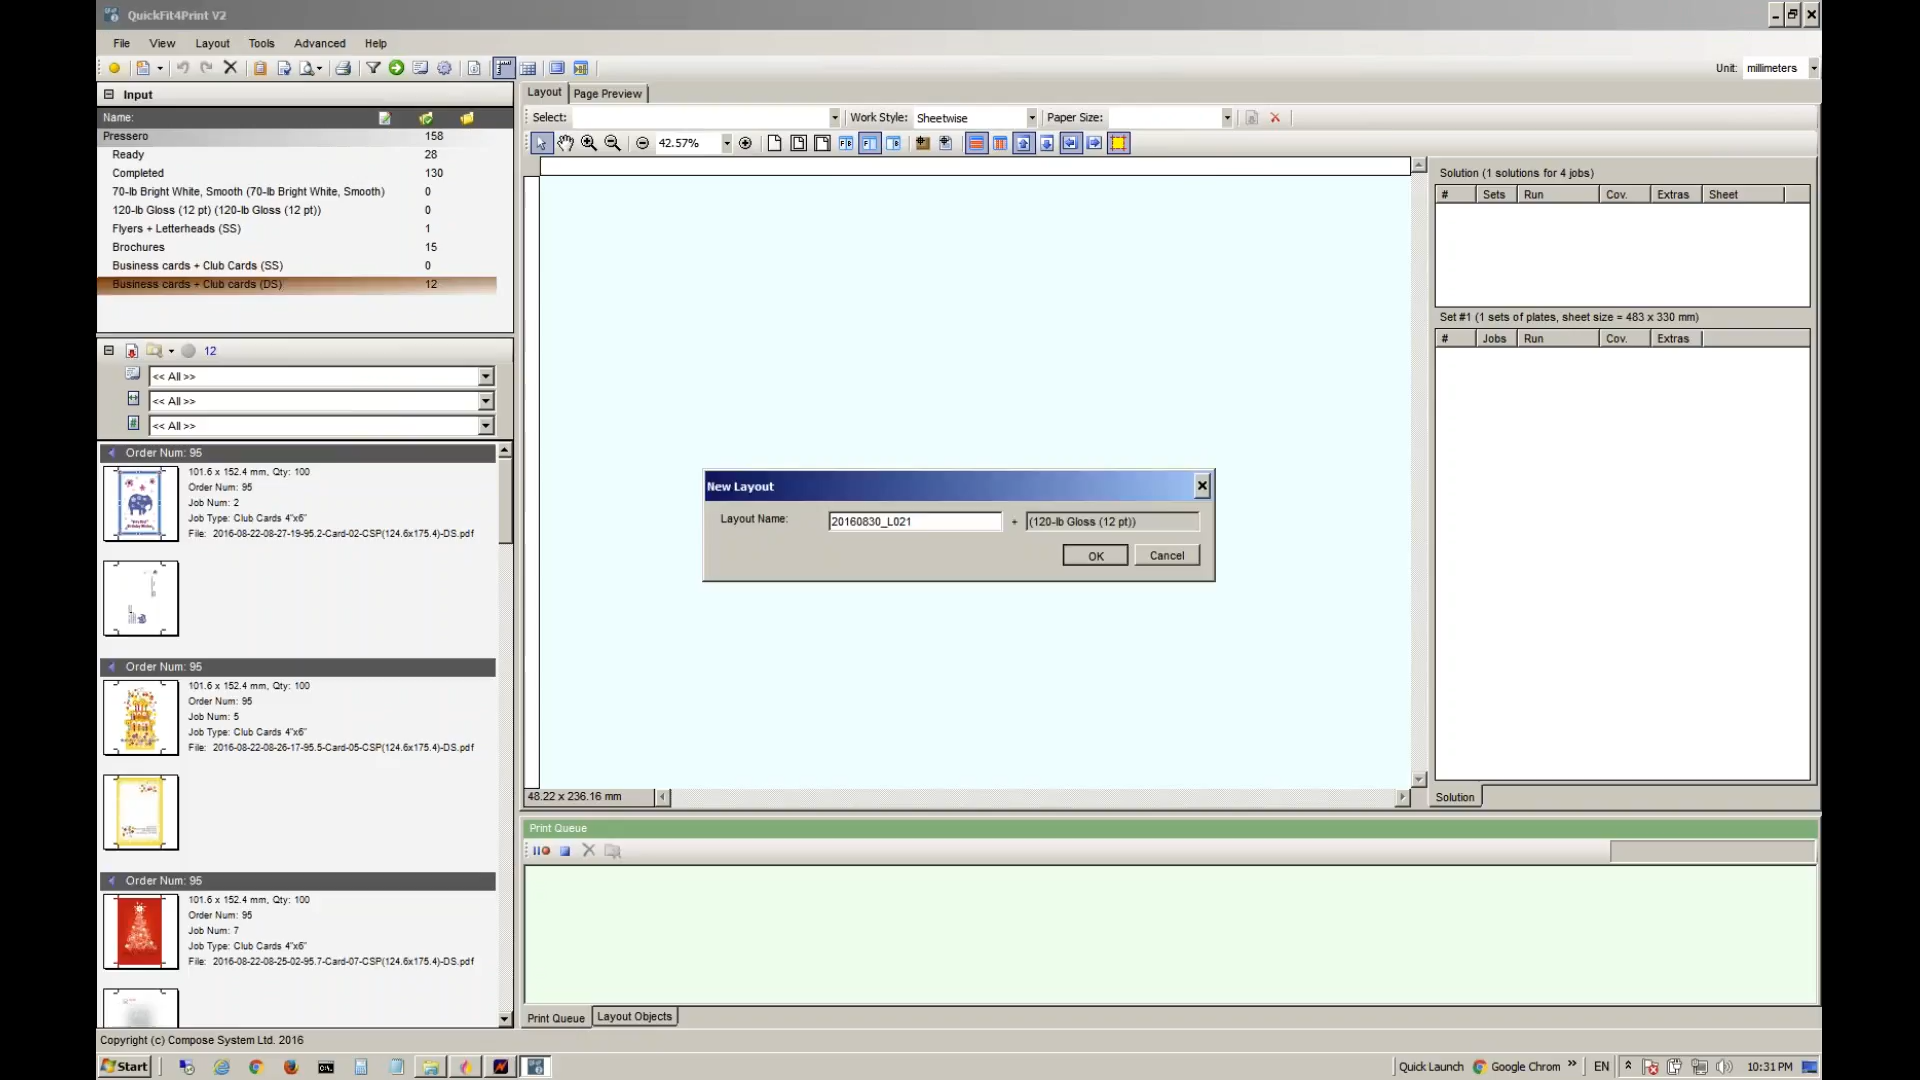 QuickFit4Print V2
File View Layout Tools Advanced Help
Unit: millimeters
Input
Name:
Pressero 158
Ready 28
Completed 130
70-lb Bright White, Smooth (70-lb Bright White, Smooth) 0
120-lb Gloss (12 pt) (120-lb Gloss (12 pt)) 0
Flyers + Letterheads (SS) 1
Brochures 15
Business cards + Club Cards (SS) 0
Business cards + Club cards (DS) 12
12
<< All >>
<< All >>
<< All >>
Order Num: 95
101.6 x 152.4 mm, Qty: 100
Order Num: 95
Job Num: 2
Job Type: Club Cards 4"x6"
File: 2016-08-22-08-27-19-95.2-Card-02-CSP(124.6x175.4)-DS.pdf
Order Num: 95
101.6 x 152.4 mm, Qty: 100
Order Num: 95
Job Num: 5
Job Type: Club Cards 4"x6"
File: 2016-08-22-08-26-17-95.5-Card-05-CSP(124.6x175.4)-DS.pdf
Order Num: 95
101.6 x 152.4 mm, Qty: 100
Order Num: 95
Job Num: 7
Job Type: Club Cards 4"x6"
File: 2016-08-22-08-25-02-95.7-Card-07-CSP(124.6x175.4)-DS.pdf
Layout Page Preview
Select: Work Style: Sheetwise Paper Size:
42.57%
New Layout
Layout Name: 20160830_L021 + (120-lb Gloss (12 pt))
OK Cancel
48.22 x 236.16 mm
Solution (1 solutions for 4 jobs)
# Sets Run Cov. Extras Sheet
Set #1 (1 sets of plates, sheet size = 483 x 330 mm)
# Jobs Run Cov. Extras
Solution
Print Queue
Print Queue Layout Objects
Copyright (c) Compose System Ltd. 2016
Start
Quick Launch Google Chrom » EN 10:31 PM